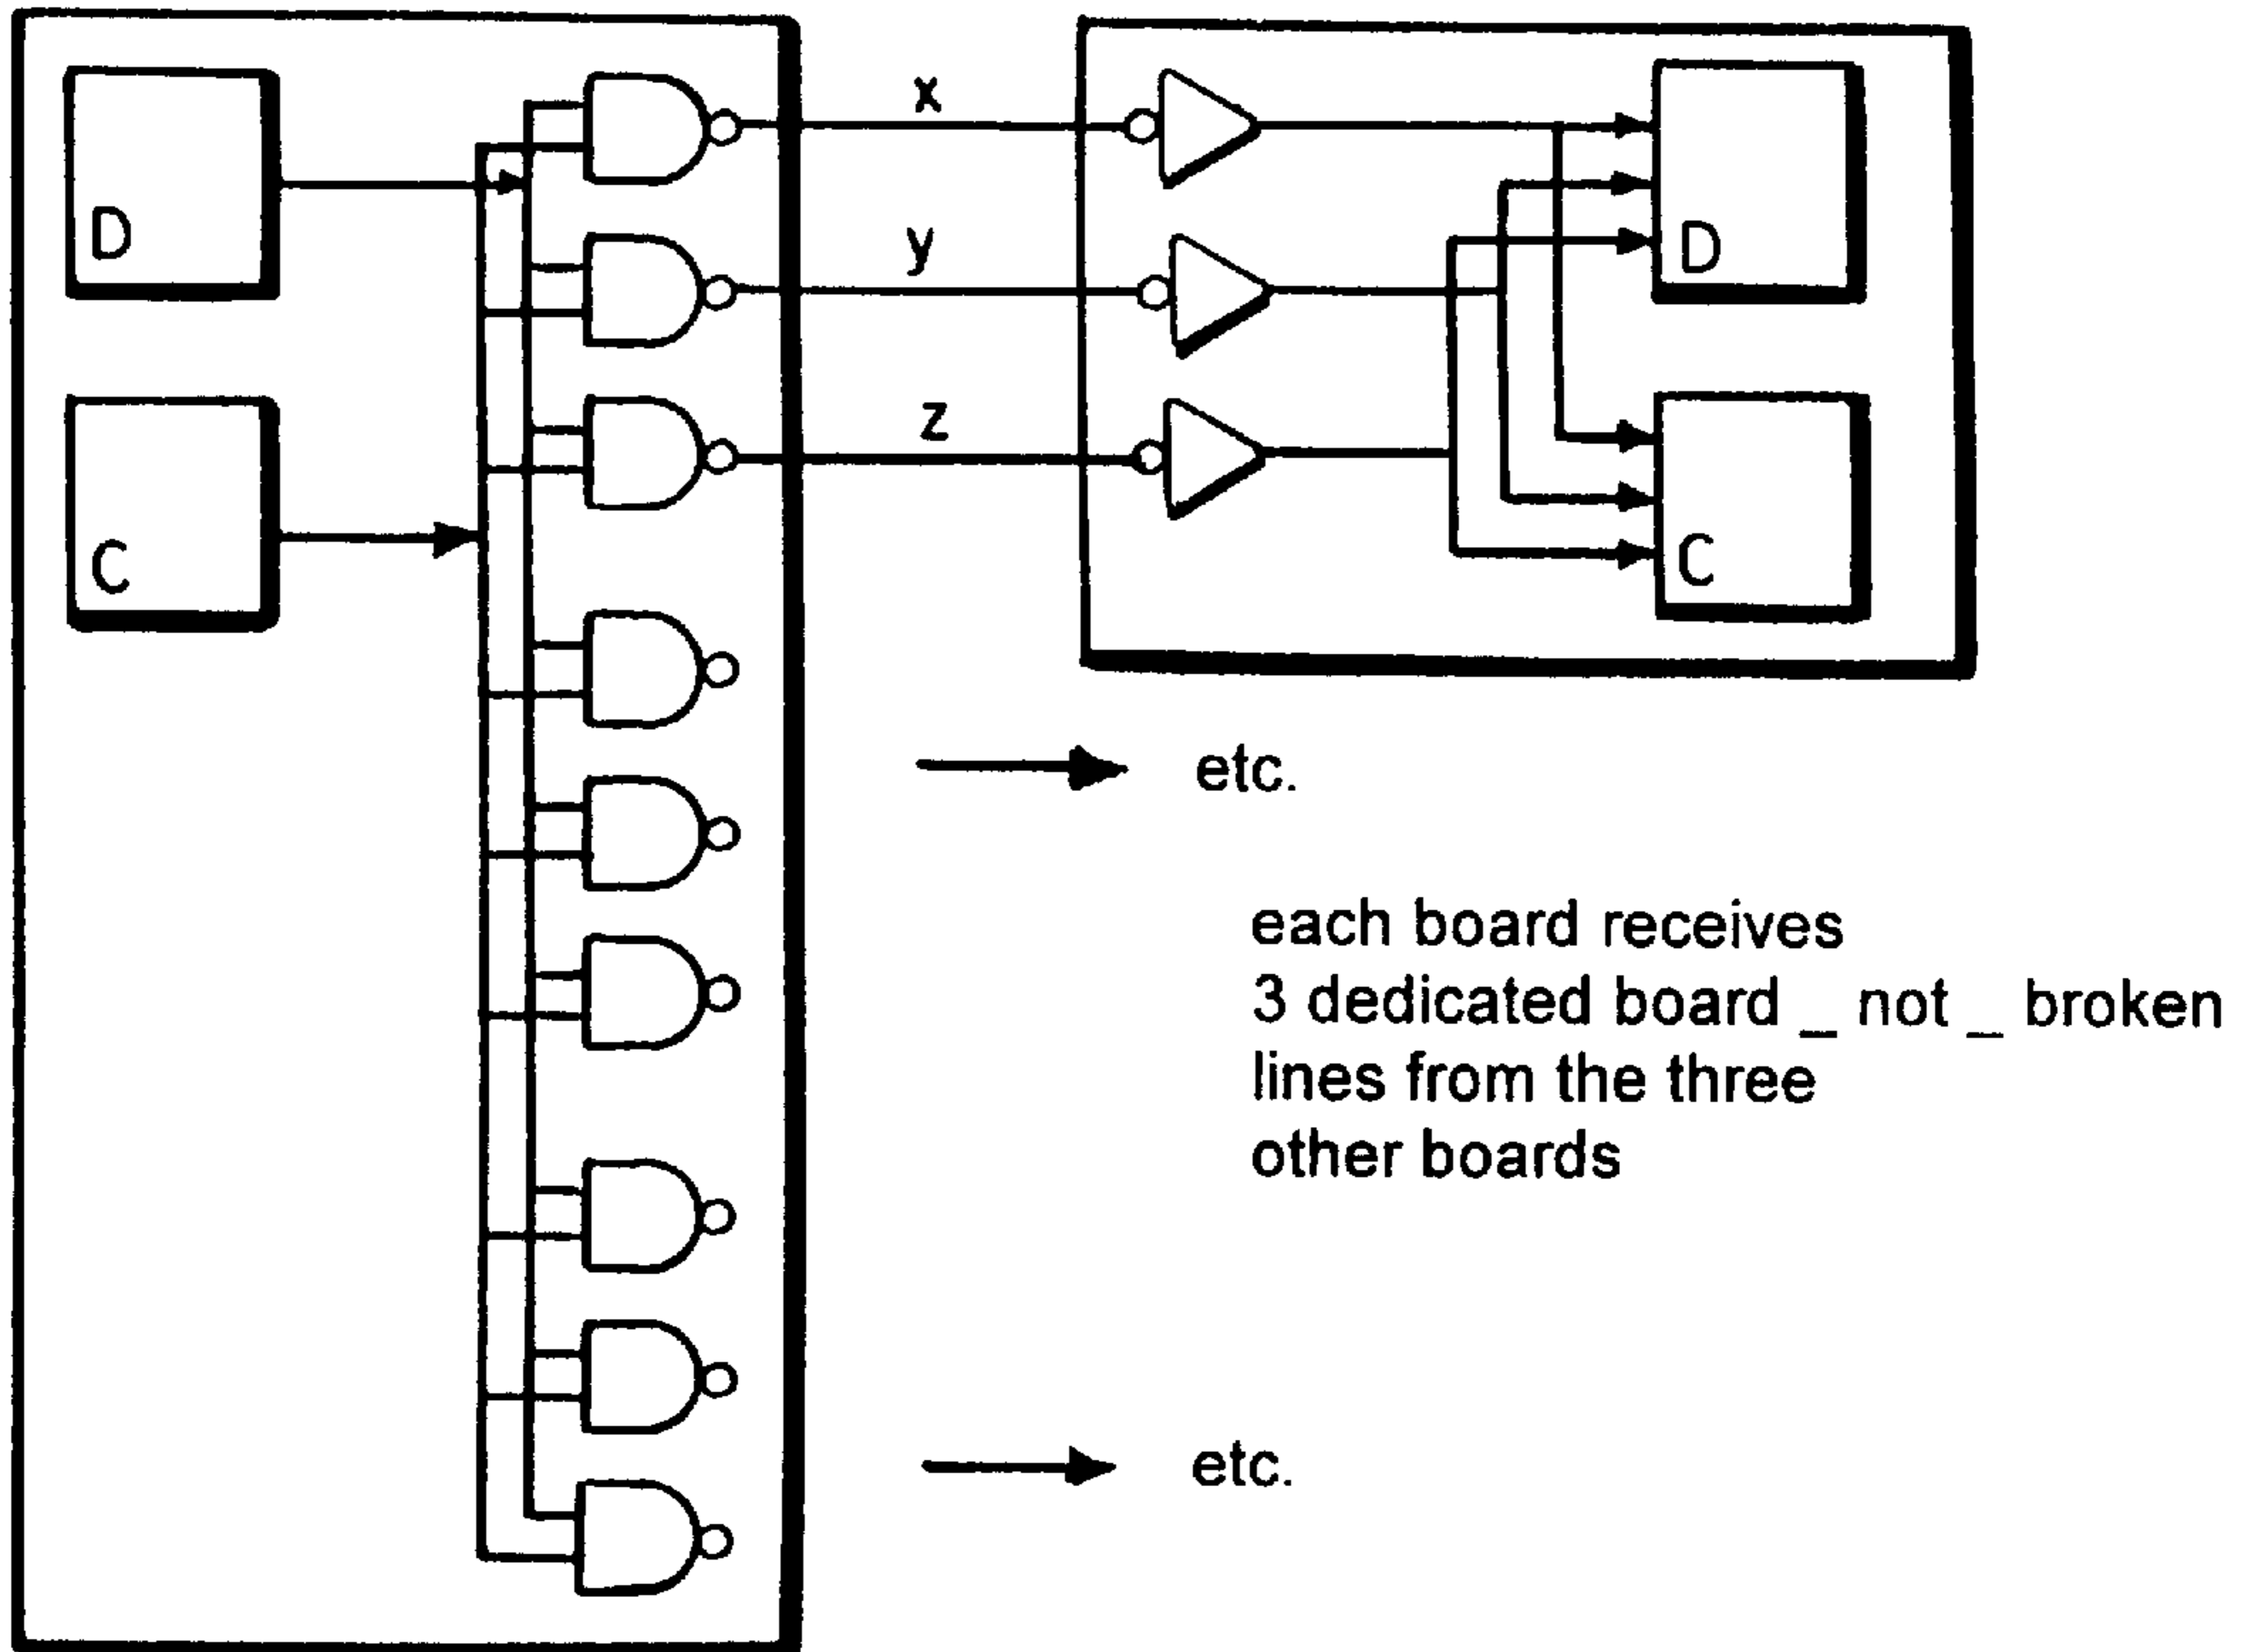 x
D
y
D
z
C
C
etc.
each board receives
3 dedicated board _ not _ broken
lines from the three
other boards
etc.